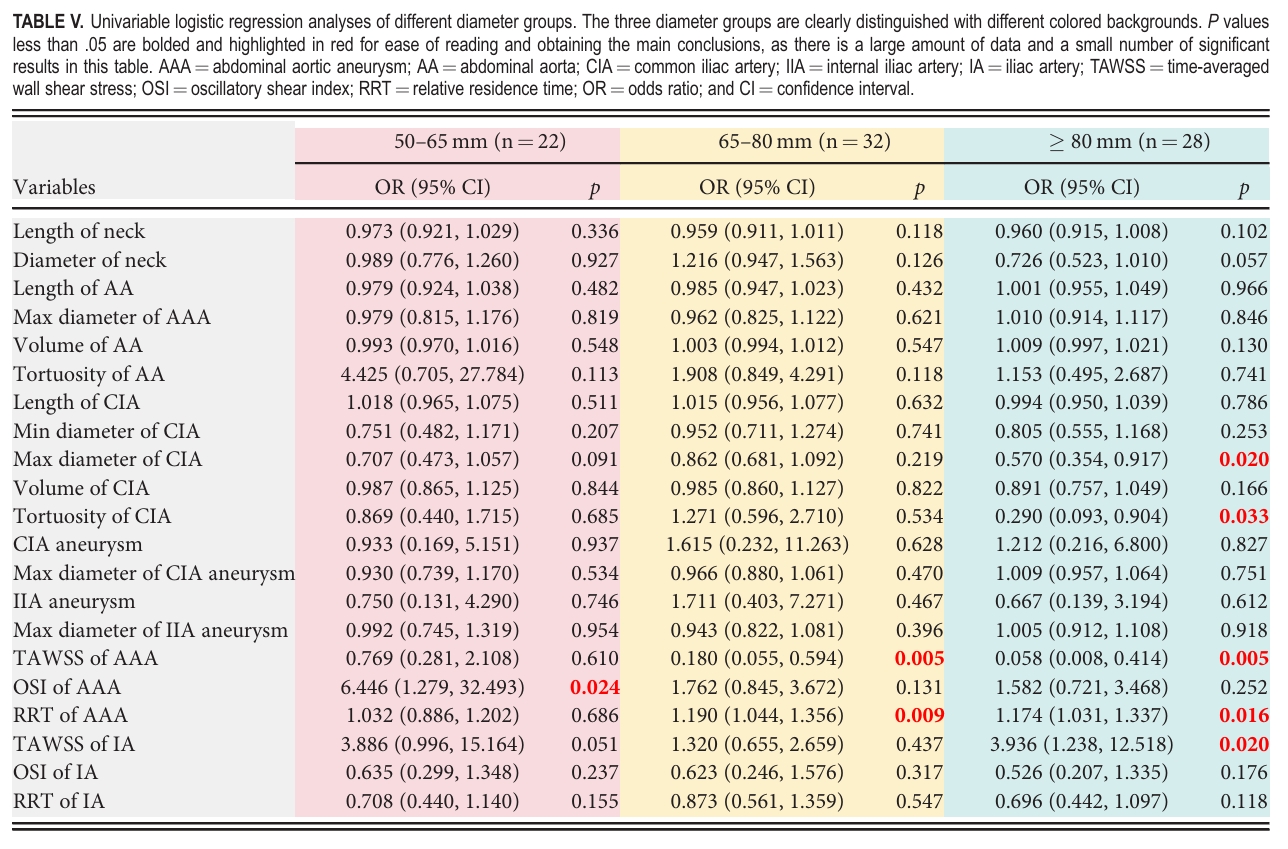 TABLE V. Univariable logistic regression analyses of different diameter groups. The three diameter groups are clearly distinguished with different colored backgrounds. P values
less than .05 are bolded and highlighted in red for ease of reading and obtaining the main conclusions, as there is a large amount of data and a small number of significant
results in this table. AAA = abdominal aortic aneurysm; AA = abdominal aorta; CIA = common iliac artery; IIA = internal iliac artery; IA = iliac artery; TAWSS = time-averaged
wall shear stress; OSI = oscillatory shear index; RRT = relative residence time; OR = odds ratio; and CI = confidence interval.
50–65 mm (n = 22) 65–80 mm (n = 32) ≥ 80 mm (n = 28)
Variables OR (95% CI) p OR (95% CI) p OR (95% CI) p
Length of neck 0.973 (0.921, 1.029) 0.336 0.959 (0.911, 1.011) 0.118 0.960 (0.915, 1.008) 0.102
Diameter of neck 0.989 (0.776, 1.260) 0.927 1.216 (0.947, 1.563) 0.126 0.726 (0.523, 1.010) 0.057
Length of AA 0.979 (0.924, 1.038) 0.482 0.985 (0.947, 1.023) 0.432 1.001 (0.955, 1.049) 0.966
Max diameter of AAA 0.979 (0.815, 1.176) 0.819 0.962 (0.825, 1.122) 0.621 1.010 (0.914, 1.117) 0.846
Volume of AA 0.993 (0.970, 1.016) 0.548 1.003 (0.994, 1.012) 0.547 1.009 (0.997, 1.021) 0.130
Tortuosity of AA 4.425 (0.705, 27.784) 0.113 1.908 (0.849, 4.291) 0.118 1.153 (0.495, 2.687) 0.741
Length of CIA 1.018 (0.965, 1.075) 0.511 1.015 (0.956, 1.077) 0.632 0.994 (0.950, 1.039) 0.786
Min diameter of CIA 0.751 (0.482, 1.171) 0.207 0.952 (0.711, 1.274) 0.741 0.805 (0.555, 1.168) 0.253
Max diameter of CIA 0.707 (0.473, 1.057) 0.091 0.862 (0.681, 1.092) 0.219 0.570 (0.354, 0.917) 0.020
Volume of CIA 0.987 (0.865, 1.125) 0.844 0.985 (0.860, 1.127) 0.822 0.891 (0.757, 1.049) 0.166
Tortuosity of CIA 0.869 (0.440, 1.715) 0.685 1.271 (0.596, 2.710) 0.534 0.290 (0.093, 0.904) 0.033
CIA aneurysm 0.933 (0.169, 5.151) 0.937 1.615 (0.232, 11.263) 0.628 1.212 (0.216, 6.800) 0.827
Max diameter of CIA aneurysm 0.930 (0.739, 1.170) 0.534 0.966 (0.880, 1.061) 0.470 1.009 (0.957, 1.064) 0.751
IIA aneurysm 0.750 (0.131, 4.290) 0.746 1.711 (0.403, 7.271) 0.467 0.667 (0.139, 3.194) 0.612
Max diameter of IIA aneurysm 0.992 (0.745, 1.319) 0.954 0.943 (0.822, 1.081) 0.396 1.005 (0.912, 1.108) 0.918
TAWSS of AAA 0.769 (0.281, 2.108) 0.610 0.180 (0.055, 0.594) 0.005 0.058 (0.008, 0.414) 0.005
OSI of AAA 6.446 (1.279, 32.493) 0.024 1.762 (0.845, 3.672) 0.131 1.582 (0.721, 3.468) 0.252
RRT of AAA 1.032 (0.886, 1.202) 0.686 1.190 (1.044, 1.356) 0.009 1.174 (1.031, 1.337) 0.016
TAWSS of IA 3.886 (0.996, 15.164) 0.051 1.320 (0.655, 2.659) 0.437 3.936 (1.238, 12.518) 0.020
OSI of IA 0.635 (0.299, 1.348) 0.237 0.623 (0.246, 1.576) 0.317 0.526 (0.207, 1.335) 0.176
RRT of IA 0.708 (0.440, 1.140) 0.155 0.873 (0.561, 1.359) 0.547 0.696 (0.442, 1.097) 0.118